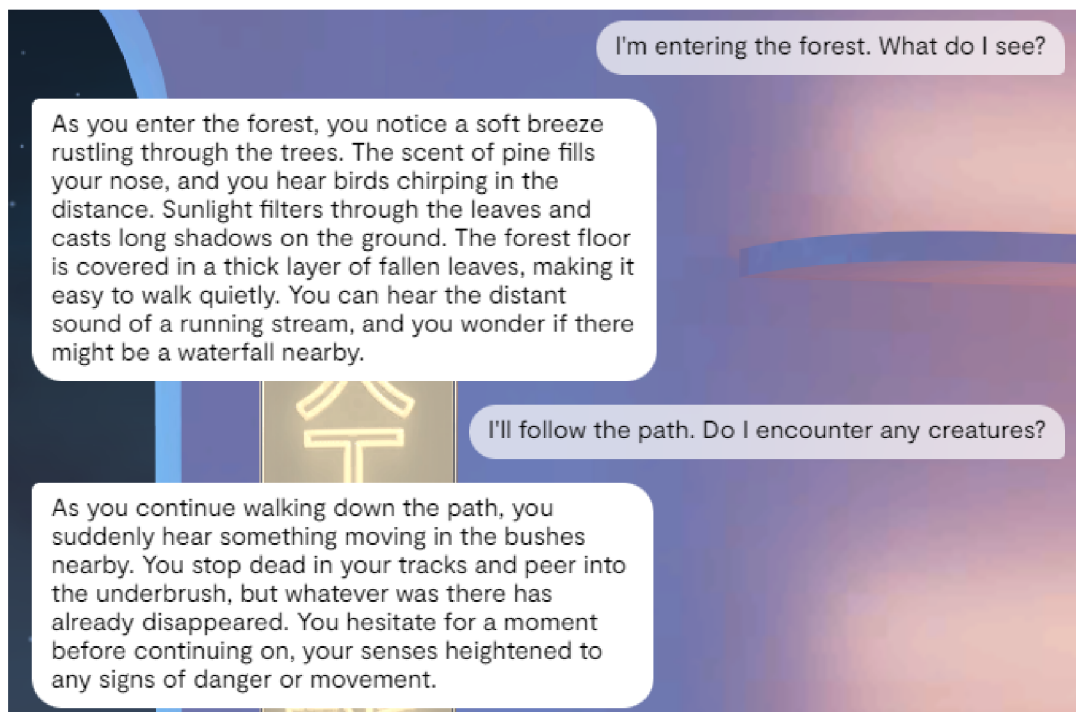 I'm entering the forest. What do I see?
As you enter the forest, you notice a soft breeze
rustling through the trees. The scent of pine fills
your nose, and you hear birds chirping in the
distance. Sunlight filters through the leaves and
casts long shadows on the ground. The forest floor
is covered in a thick layer of fallen leaves, making it
easy to walk quietly. You can hear the distant
sound of a running stream, and you wonder if there
might be a waterfall nearby.
I'll follow the path. Do I encounter any creatures?
As you continue walking down the path, you
suddenly hear something moving in the bushes
nearby. You stop dead in your tracks and peer into
the underbrush, but whatever was there has
already disappeared. You hesitate for a moment
before continuing on, your senses heightened to
any signs of danger or movement.